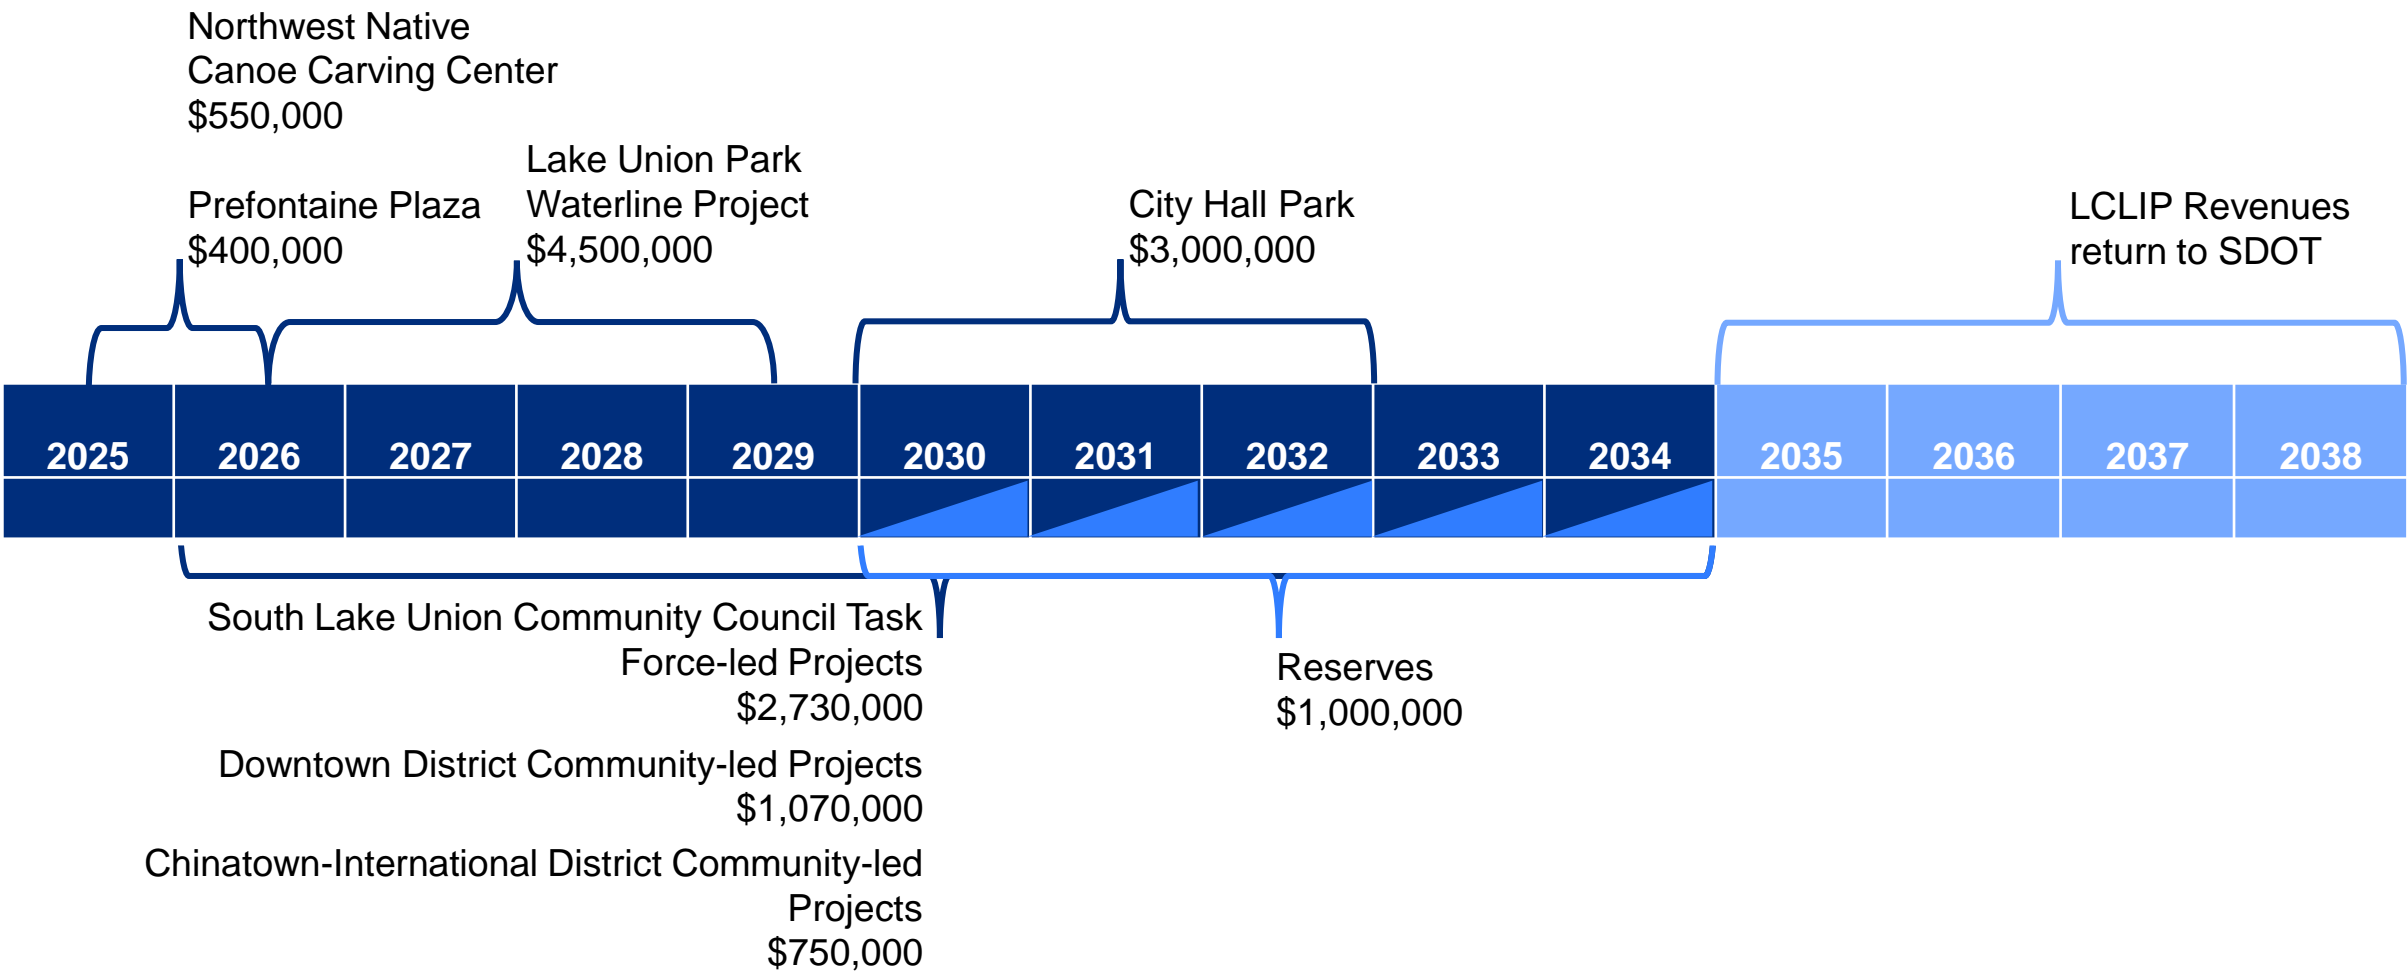 Northwest Native
Canoe Carving Center
$550,000
Prefontaine Plaza
$400,000
Lake Union Park
Waterline Project
$4,500,000
City Hall Park
$3,000,000
LCLIP Revenues
return to SDOT
2025 2026 2027 2028 2029 2030 2031 2032 2033 2034 2035 2036 2037 2038
South Lake Union Community Council Task
Force-led Projects
$2,730,000
Downtown District Community-led Projects
$1,070,000
Chinatown-International District Community-led
Projects
$750,000
Reserves
$1,000,000